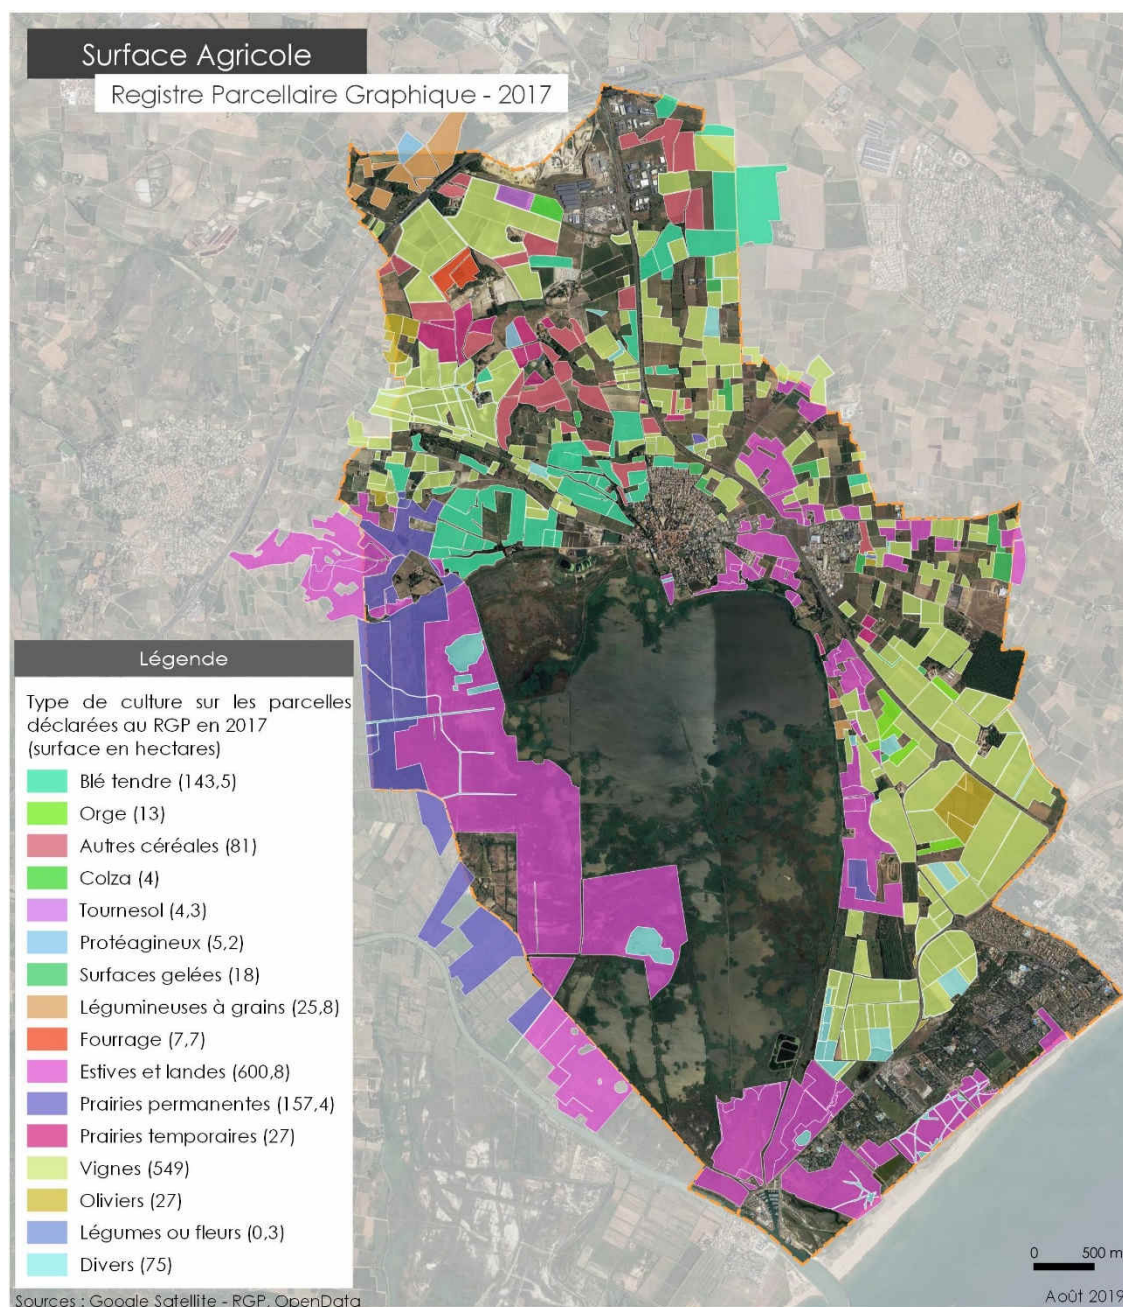 Surface Agricole
Registre Parcellaire Graphique - 2017
Légende
Type de culture sur les parcelles
déclarées au RGP en 2017
(surface en hectares)
Blé tendre (143,5)
Orge (13)
Autres céréales (81)
Colza (4)
Tournesol (4,3)
Protéagineux (5,2)
Surfaces gelées (18)
Légumineuses à grains (25,8)
Fourrage (7,7)
Estives et landes (600,8)
Prairies permanentes (157,4)
Prairies temporaires (27)
Vignes (549)
Oliviers (27)
Légumes ou fleurs (0,3)
Divers (75)
0 500 m
Sources : Google Satellite - RGP, OpenData
Août 2019